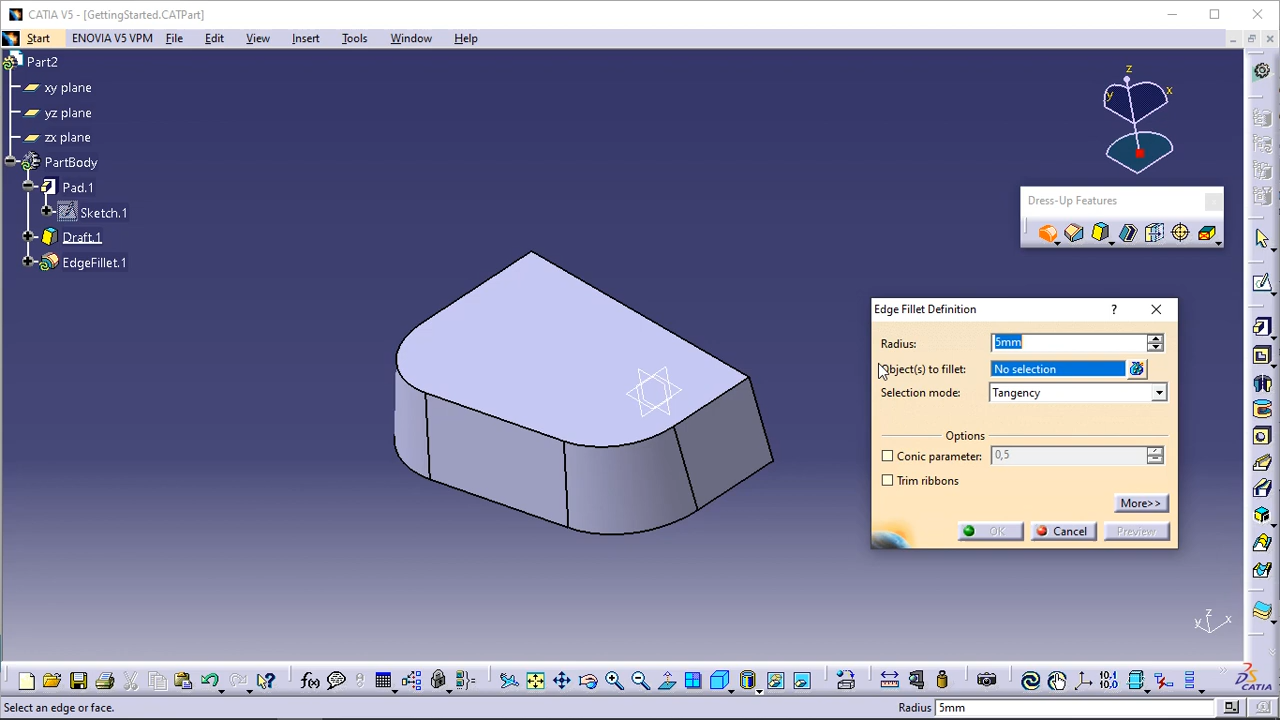 CATIA V5 - [GettingStarted.CATPart]
Start ENOVIA V5 VPM File Edit View Insert Tools Window Help
Part2
xy plane
yz plane
zx plane
PartBody
Pad.1
Sketch.1
Draft.1
EdgeFillet.1
z
y
x
Dress-Up Features
Edge Fillet Definition ?
Radius: 5mm
Object(s) to fillet: No selection
Selection mode: Tangency
Options
Conic parameter: 0,5
Trim ribbons
More>>
OK Cancel Preview
z
y x
f(x) 10.1
Select an edge or face. Radius 5mm